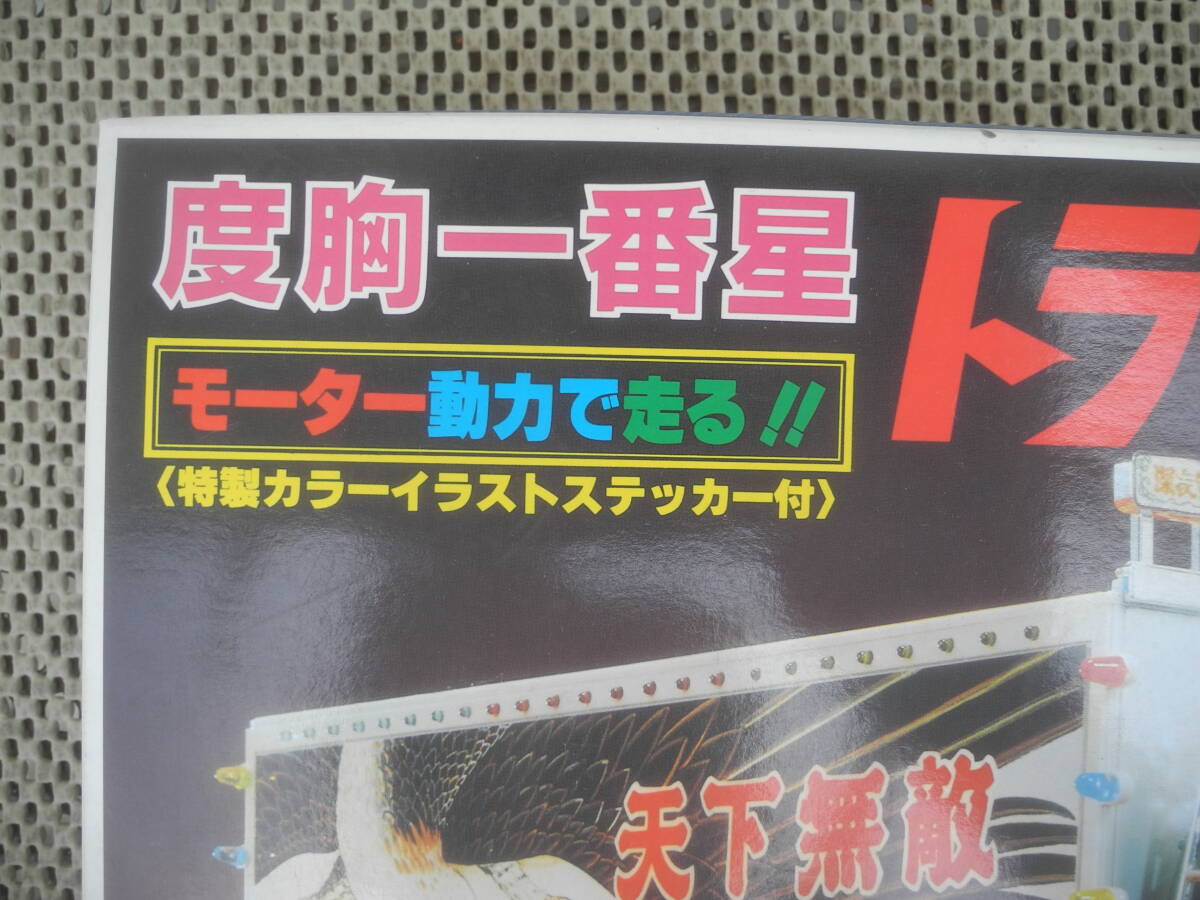 度胸一番星
トラ
モーター動力で走る!!
〈特製カラーイラストステッカー付〉
天下無敵